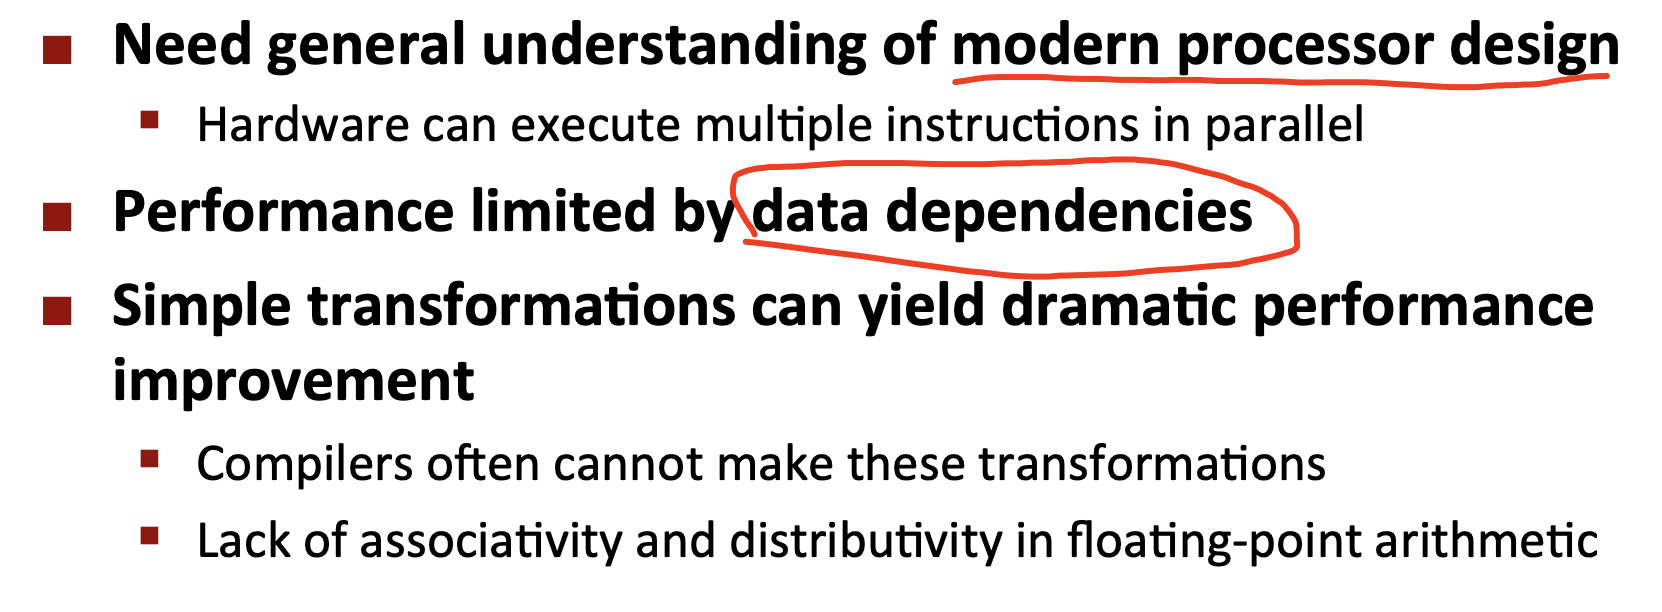 Need general understanding of modern processor design
Hardware can execute multiple instructions in parallel
Performance limited by data dependencies
Simple transformations can yield dramatic performance
improvement
Compilers often cannot make these transformations
Lack of associativity and distributivity in floating-point arithmetic